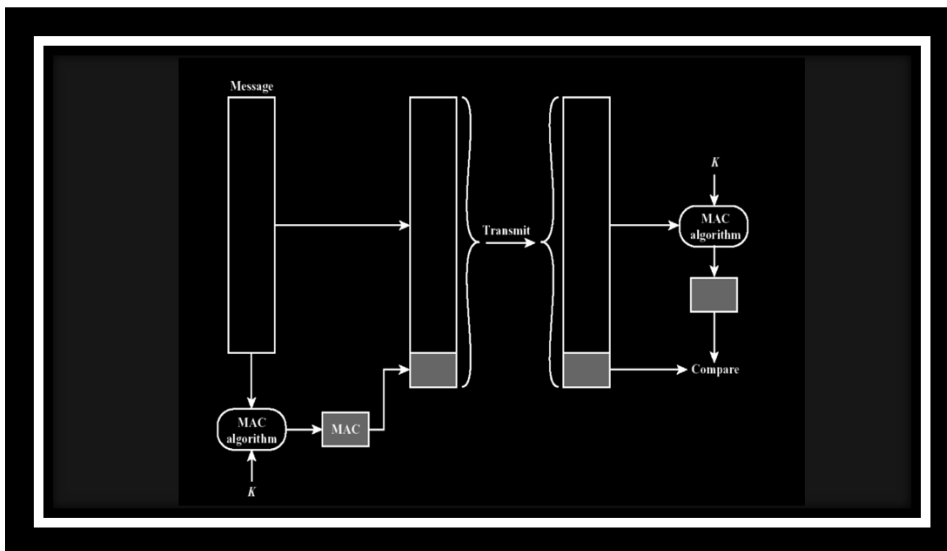 Message
K
MAC
algorithm
Transmit
Compare
MAC
algorithm
MAC
K